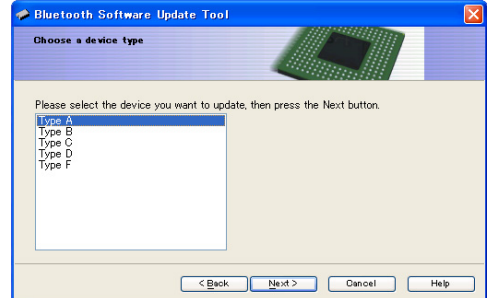 Bluetooth Software Update Tool
Choose a device type
Please select the device you want to update, then press the Next button.
Type A
Type B
Type C
Type D
Type F
< Back
Next >
Cancel
Help